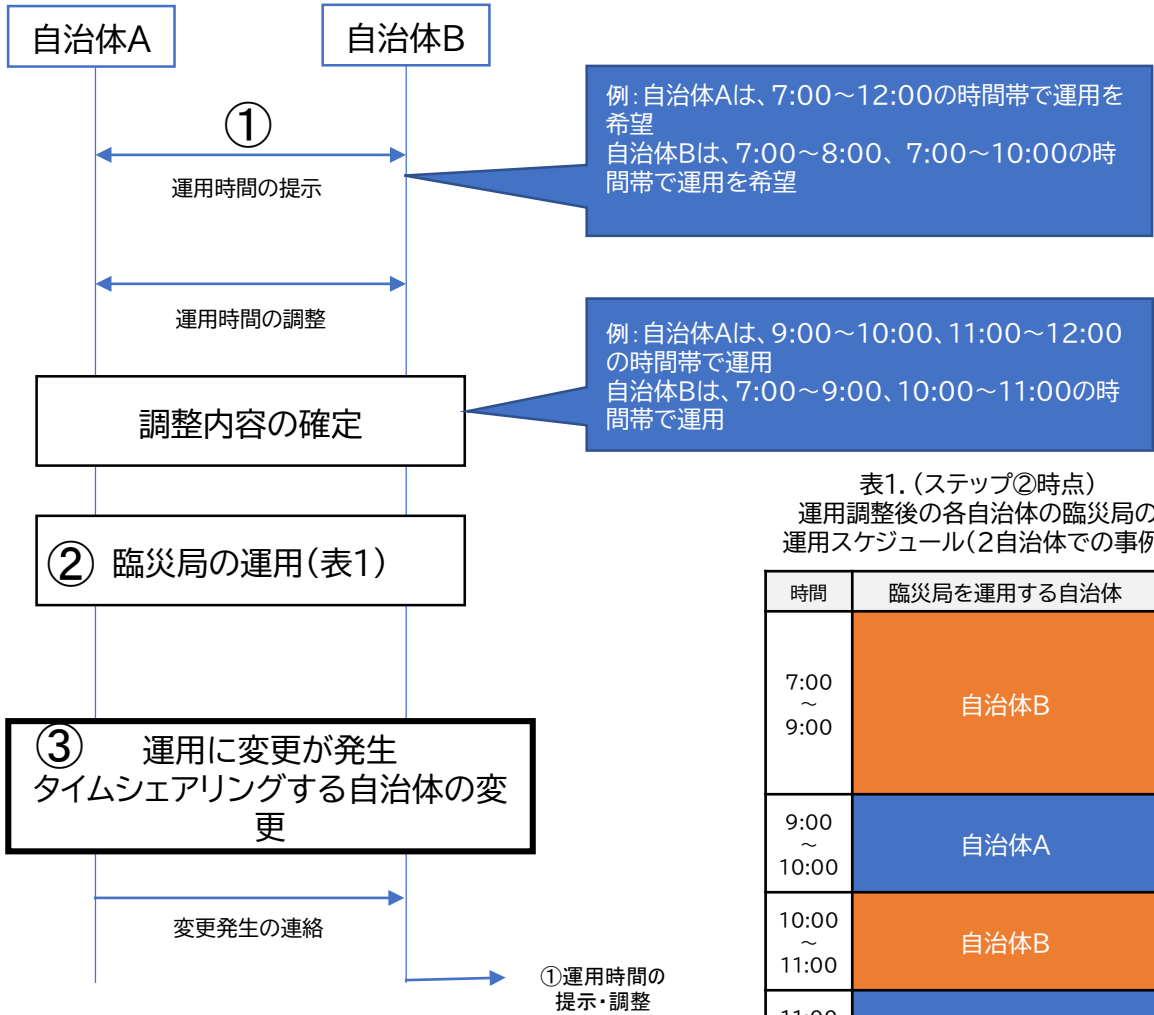 自治体A
自治体B
①
運用時間の提示
例:自治体Aは、7:00～12:00の時間帯で運用を
希望
自治体Bは、7:00～8:00、7:00～10:00の時
間帯で運用を希望
運用時間の調整
例:自治体Aは、9:00～10:00、11:00～12:00
の時間帯で運用
自治体Bは、7:00～9:00、10:00～11:00の時
間帯で運用
調整内容の確定
② 臨災局の運用(表1)
③ 運用に変更が発生
タイムシェアリングする自治体の変
更
変更発生の連絡
①運用時間の
提示・調整
表1.(ステップ②時点)
運用調整後の各自治体の臨災局の
運用スケジュール(2自治体での事例
時間
臨災局を運用する自治体
7:00
～
9:00
自治体B
9:00
～
10:00
自治体A
10:00
～
11:00
自治体B
11:00